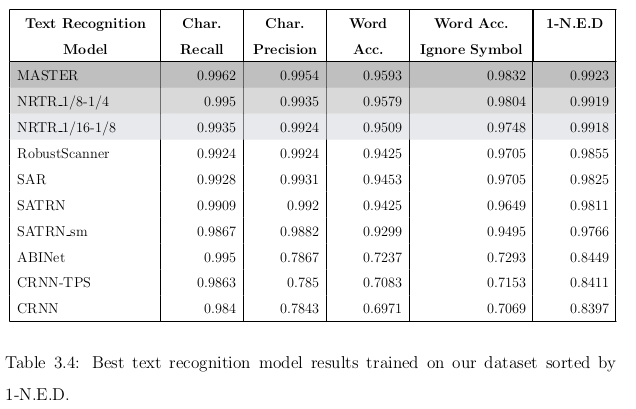 Text Recognition Model Char. Recall Char. Precision Word Acc. Word Acc. Ignore Symbol 1-N.E.D
MASTER 0.9962 0.9954 0.9593 0.9832 0.9923
NRTR_1/8-1/4 0.995 0.9935 0.9579 0.9804 0.9919
NRTR_1/16-1/8 0.9935 0.9924 0.9509 0.9748 0.9918
RobustScanner 0.9924 0.9924 0.9425 0.9705 0.9855
SAR 0.9928 0.9931 0.9453 0.9705 0.9825
SATRN 0.9909 0.992 0.9425 0.9649 0.9811
SATRN_sm 0.9867 0.9882 0.9299 0.9495 0.9766
ABINet 0.995 0.7867 0.7237 0.7293 0.8449
CRNN-TPS 0.9863 0.785 0.7083 0.7153 0.8411
CRNN 0.984 0.7843 0.6971 0.7069 0.8397
Table 3.4: Best text recognition model results trained on our dataset sorted by
1-N.E.D.